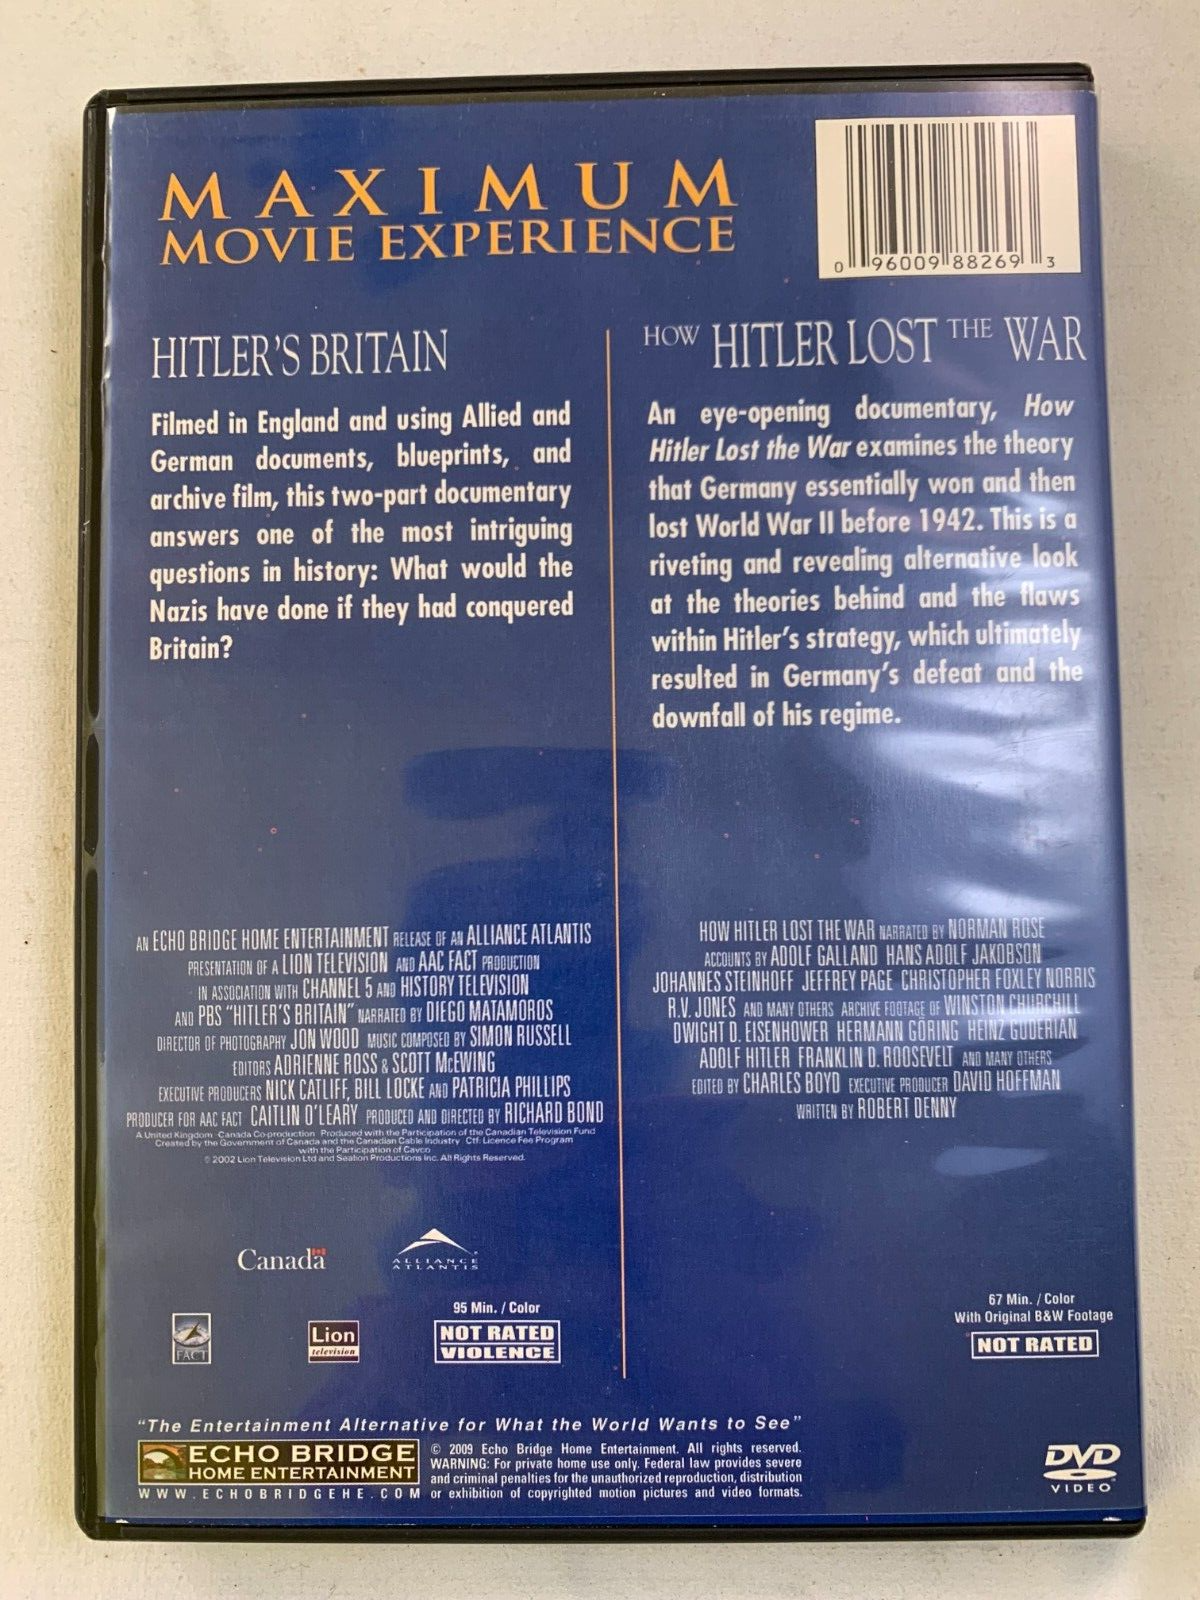 MAXIMUM
MOVIE EXPERIENCE
0 96009 88269 3
HITLER'S BRITAIN
Filmed in England and using Allied and
German documents, blueprints, and
archive film, this two-part documentary
answers one of the most intriguing
questions in history: What would the
Nazis have done if they had conquered
Britain?
HOW HITLER LOST THE WAR
An eye-opening documentary, How
Hitler Lost the War examines the theory
that Germany essentially won and then
lost World War II before 1942. This is a
riveting and revealing alternative look
at the theories behind and the flaws
within Hitler's strategy, which ultimately
resulted in Germany's defeat and the
downfall of his regime.
AN ECHO BRIDGE HOME ENTERTAINMENT RELEASE OF AN ALLIANCE ATLANTIS
PRESENTATION OF A LION TELEVISION AND AAC FACT PRODUCTION
IN ASSOCIATION WITH CHANNEL 5 AND HISTORY TELEVISION
AND PBS "HITLER'S BRITAIN" NARRATED BY DIEGO MATAMOROS
DIRECTOR OF PHOTOGRAPHY JON WOOD MUSIC COMPOSED BY SIMON RUSSELL
EDITORS ADRIENNE ROSS & SCOTT McEWING
EXECUTIVE PRODUCERS NICK CATLIFF, BILL LOCKE AND PATRICIA PHILLIPS
PRODUCER FOR AAC FACT CAITLIN O'LEARY PRODUCED AND DIRECTED BY RICHARD BOND
A United Kingdom Canada Co-production Produced with the Participation of the Canadian Television Fund
Created by the Government of Canada and the Canadian Cable Industry Ctf: Licence Fee Program
with the Participation of Cavco
© 2002 Lion Television Ltd and Seation Productions Inc. All Rights Reserved.
HOW HITLER LOST THE WAR NARRATED BY NORMAN ROSE
ACCOUNTS BY ADOLF GALLAND HANS ADOLF JAKOBSON
JOHANNES STEINHOFF JEFFREY PAGE CHRISTOPHER FOXLEY NORRIS
R.V. JONES AND MANY OTHERS ARCHIVE FOOTAGE OF WINSTON CHURCHILL
DWIGHT D. EISENHOWER HERMANN GÖRING HEINZ GUDERIAN
ADOLF HITLER FRANKLIN D. ROOSEVELT AND MANY OTHERS
EDITED BY CHARLES BOYD EXECUTIVE PRODUCER DAVID HOFFMAN
WRITTEN BY ROBERT DENNY
Canada
ALLIANCE
ATLANTIS
FACT
Lion
television
95 Min. / Color
NOT RATED
VIOLENCE
67 Min. / Color
With Original B&W Footage
NOT RATED
"The Entertainment Alternative for What the World Wants to See"
ECHO BRIDGE
HOME ENTERTAINMENT
WWW.ECHOBRIDGEHE.COM
© 2009 Echo Bridge Home Entertainment. All rights reserved.
WARNING: For private home use only. Federal law provides severe
and criminal penalties for the unauthorized reproduction, distribution
or exhibition of copyrighted motion pictures and video formats.
DVD
VIDEO